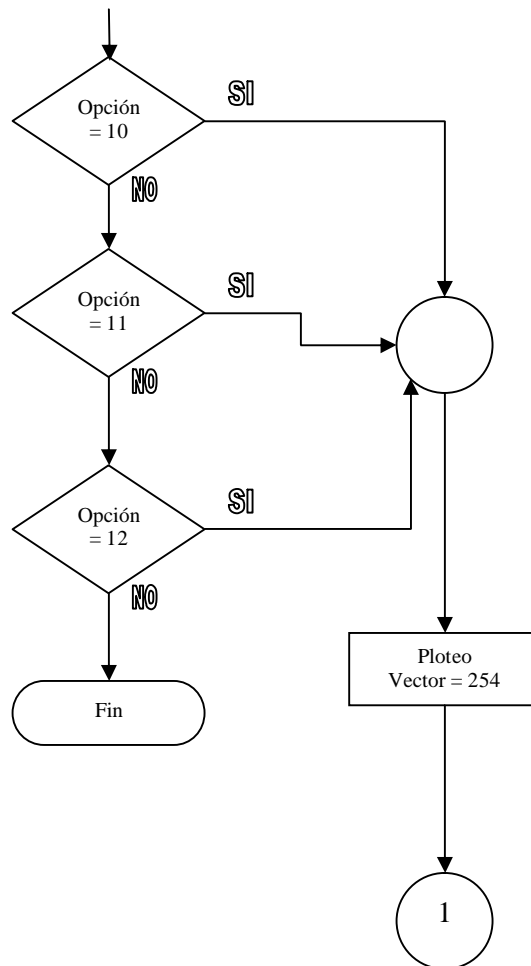 Opción
= 10
SI
NO
Opción
= 11
SI
NO
Opción
= 12
SI
NO
Fin
Ploteo
Vector = 254
1